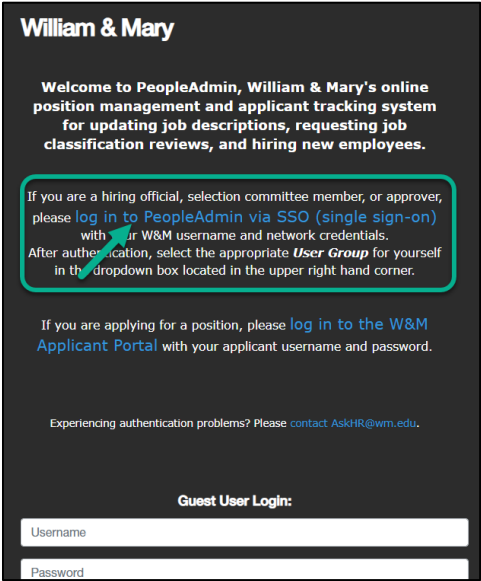 William & Mary
Welcome to PeopleAdmin, William & Mary's online
position management and applicant tracking system
for updating job descriptions, requesting job
classification reviews, and hiring new employees.
If you are a hiring official, selection committee member, or approver,
please log in to PeopleAdmin via SSO (single sign-on)
with your W&M username and network credentials.
After authentication, select the appropriate User Group for yourself
in the dropdown box located in the upper right hand corner.
If you are applying for a position, please log in to the W&M
Applicant Portal with your applicant username and password.
Experiencing authentication problems? Please contact AskHR@wm.edu.
Guest User Login:
Username
Password